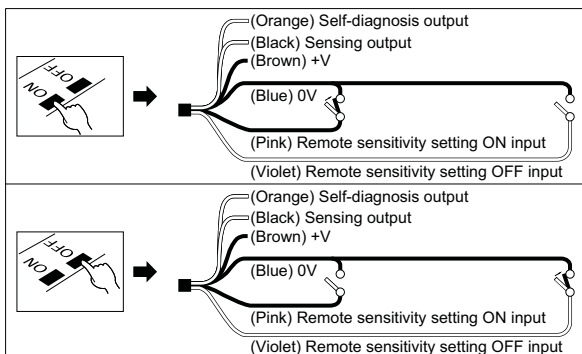 (Orange) Self-diagnosis output
(Black) Sensing output
(Brown) +V
OFF
ON
(Blue) 0V
(Pink) Remote sensitivity setting ON input
(Violet) Remote sensitivity setting OFF input
(Orange) Self-diagnosis output
(Black) Sensing output
(Brown) +V
OFF
ON
(Blue) 0V
(Pink) Remote sensitivity setting ON input
(Violet) Remote sensitivity setting OFF input